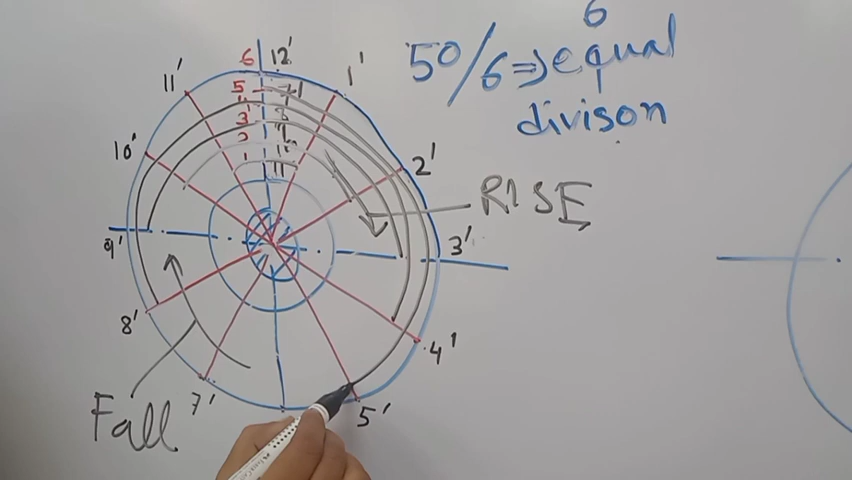 6
50/6⇒equal
divison
6 12'
11' 1'
5
3'
2
1 11
10' 2'
RISE
9' 3'
8' 4'
Fall 7' 5'